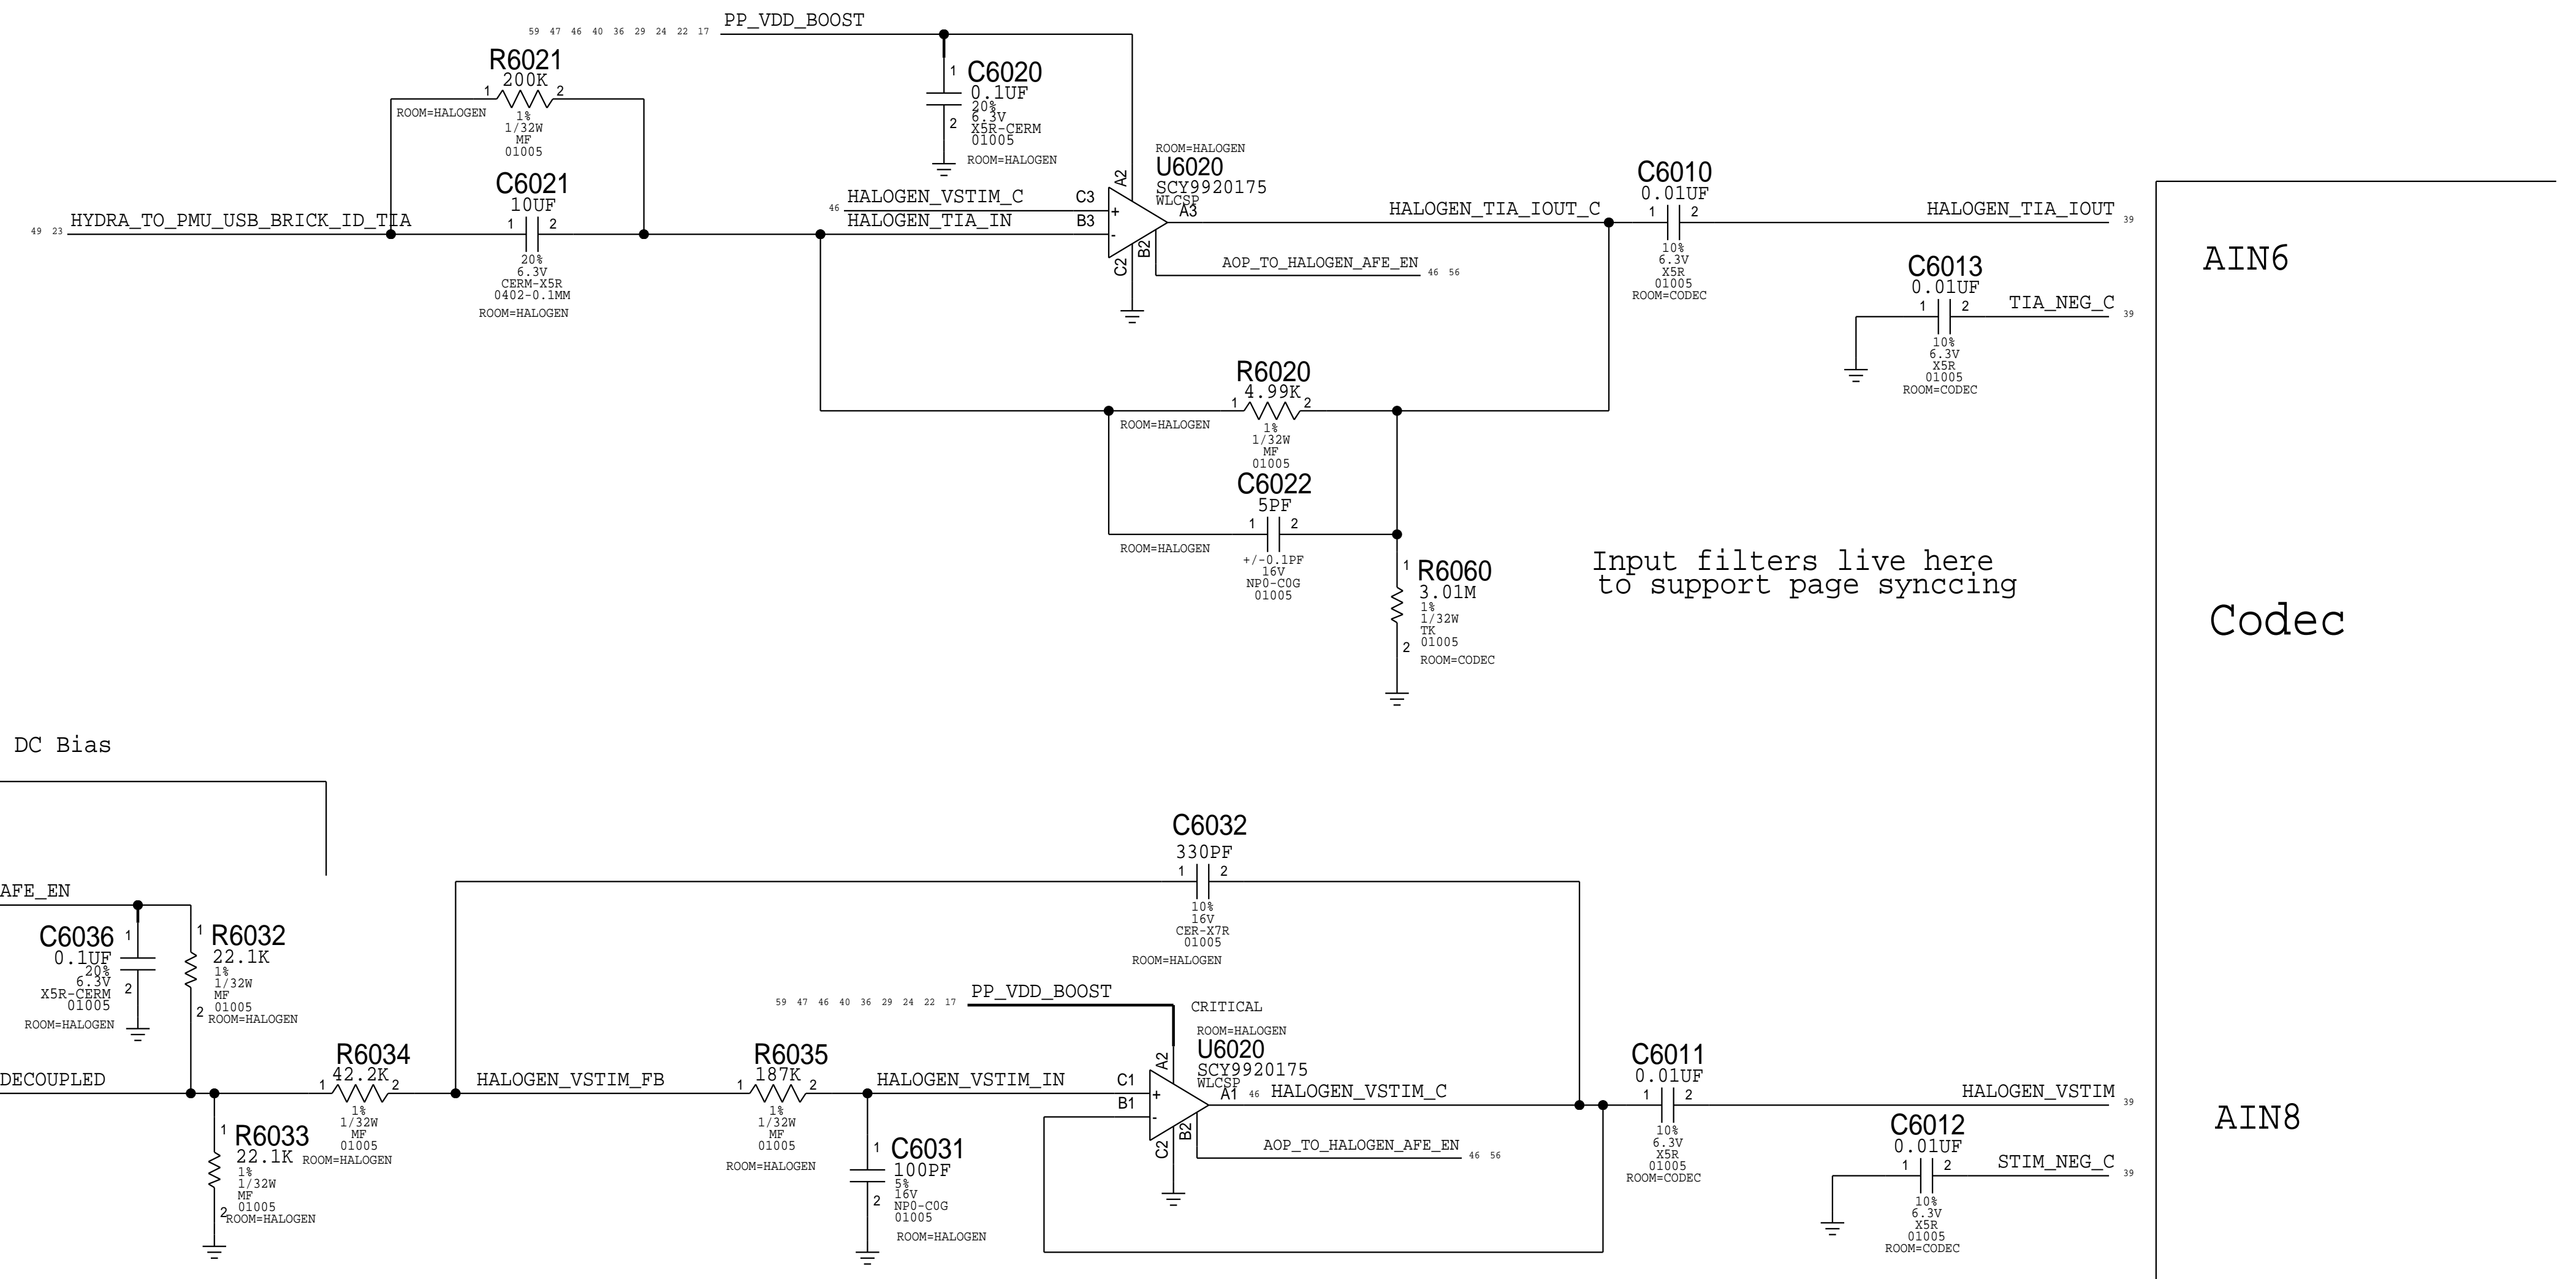 PP_VDD_BOOST
59 47 46 40 36 29 24 22 17
R6021
200K
1 2
ROOM=HALOGEN
1%
1/32W
MF
01005
C6020
1
0.1UF
20%
6.3V
2
X5R-CERM
01005
ROOM=HALOGEN
C6021
10UF
1 2
49 23
HYDRA_TO_PMU_USB_BRICK_ID_TIA
20%
6.3V
CERM-X5R
0402-0.1MM
ROOM=HALOGEN
ROOM=HALOGEN
U6020
SCY9920175
WLCSP
A2
46
HALOGEN_VSTIM_C
C3
+
HALOGEN_TIA_IN
B3
-
A3
C2
B2
AOP_TO_HALOGEN_AFE_EN
46 56
HALOGEN_TIA_IOUT_C
C6010
0.01UF
1 2
10%
6.3V
X5R
01005
ROOM=CODEC
HALOGEN_TIA_IOUT
39
C6013
0.01UF
1 2
TIA_NEG_C
39
10%
6.3V
X5R
01005
ROOM=CODEC
AIN6
R6020
4.99K
1 2
ROOM=HALOGEN
1%
1/32W
MF
01005
C6022
5PF
1 2
ROOM=HALOGEN
+/-0.1PF
16V
NP0-C0G
01005
1
R6060
3.01M
1%
1/32W
TK
01005
2
ROOM=CODEC
Input filters live here
to support page synccing
Codec
DC Bias
AFE_EN
C6036
1
0.1UF
20%
6.3V
2
X5R-CERM
01005
ROOM=HALOGEN
1
R6032
22.1K
1%
1/32W
MF
01005
2
ROOM=HALOGEN
C6032
330PF
1 2
10%
16V
CER-X7R
01005
ROOM=HALOGEN
59 47 46 40 36 29 24 22 17
PP_VDD_BOOST
CRITICAL
ROOM=HALOGEN
U6020
SCY9920175
WLCSP
DECOUPLED
R6034
42.2K
1 2
1%
1/32W
MF
01005
ROOM=HALOGEN
HALOGEN_VSTIM_FB
R6035
187K
1 2
1%
1/32W
MF
01005
ROOM=HALOGEN
HALOGEN_VSTIM_IN
A2
C1
+
B1
-
A1
46
HALOGEN_VSTIM_C
C2
B2
AOP_TO_HALOGEN_AFE_EN
46 56
1
R6033
22.1K
1%
1/32W
MF
01005
2
ROOM=HALOGEN
1
C6031
100PF
5%
16V
2
NP0-C0G
01005
ROOM=HALOGEN
C6011
0.01UF
1 2
10%
6.3V
X5R
01005
ROOM=CODEC
HALOGEN_VSTIM
39
C6012
0.01UF
1 2
STIM_NEG_C
39
10%
6.3V
X5R
01005
ROOM=CODEC
AIN8